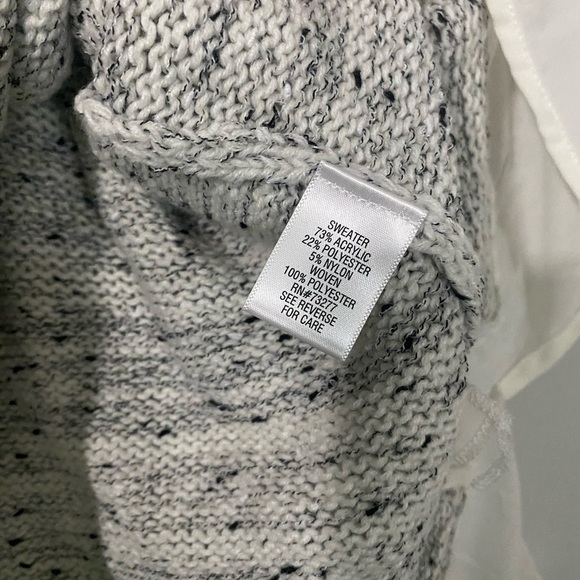 SWEATER
73% ACRYLIC
22% POLYESTER
5% NYLON
WOVEN
100% POLYESTER
RN#73277
SEE REVERSE
FOR CARE